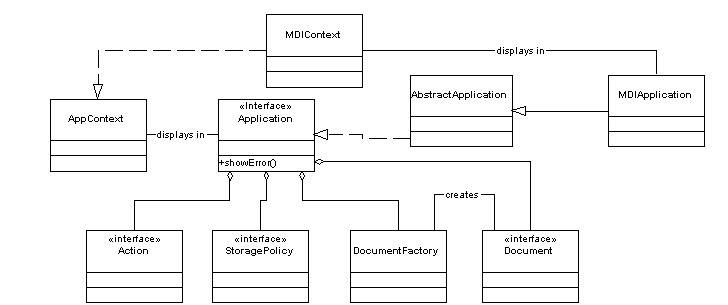 MDIContext
displays in
AbstractApplication
MDIApplication
«Interface»
Application
AppContext
displays in
+showError()
creates
«interface»
Action
«interface»
StoragePolicy
DocumentFactory
«interface»
Document